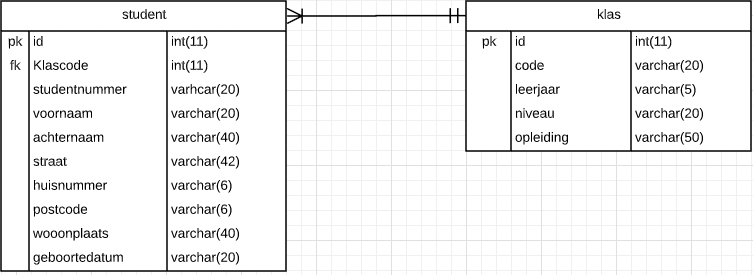 student
pk id int(11)
fk Klascode int(11)
studentnummer varhcar(20)
voornaam varchar(20)
achternaam varchar(40)
straat varchar(42)
huisnummer varchar(6)
postcode varchar(6)
wooonplaats varchar(40)
geboortedatum varchar(20)
klas
pk id int(11)
code varchar(20)
leerjaar varchar(5)
niveau varchar(20)
opleiding varchar(50)